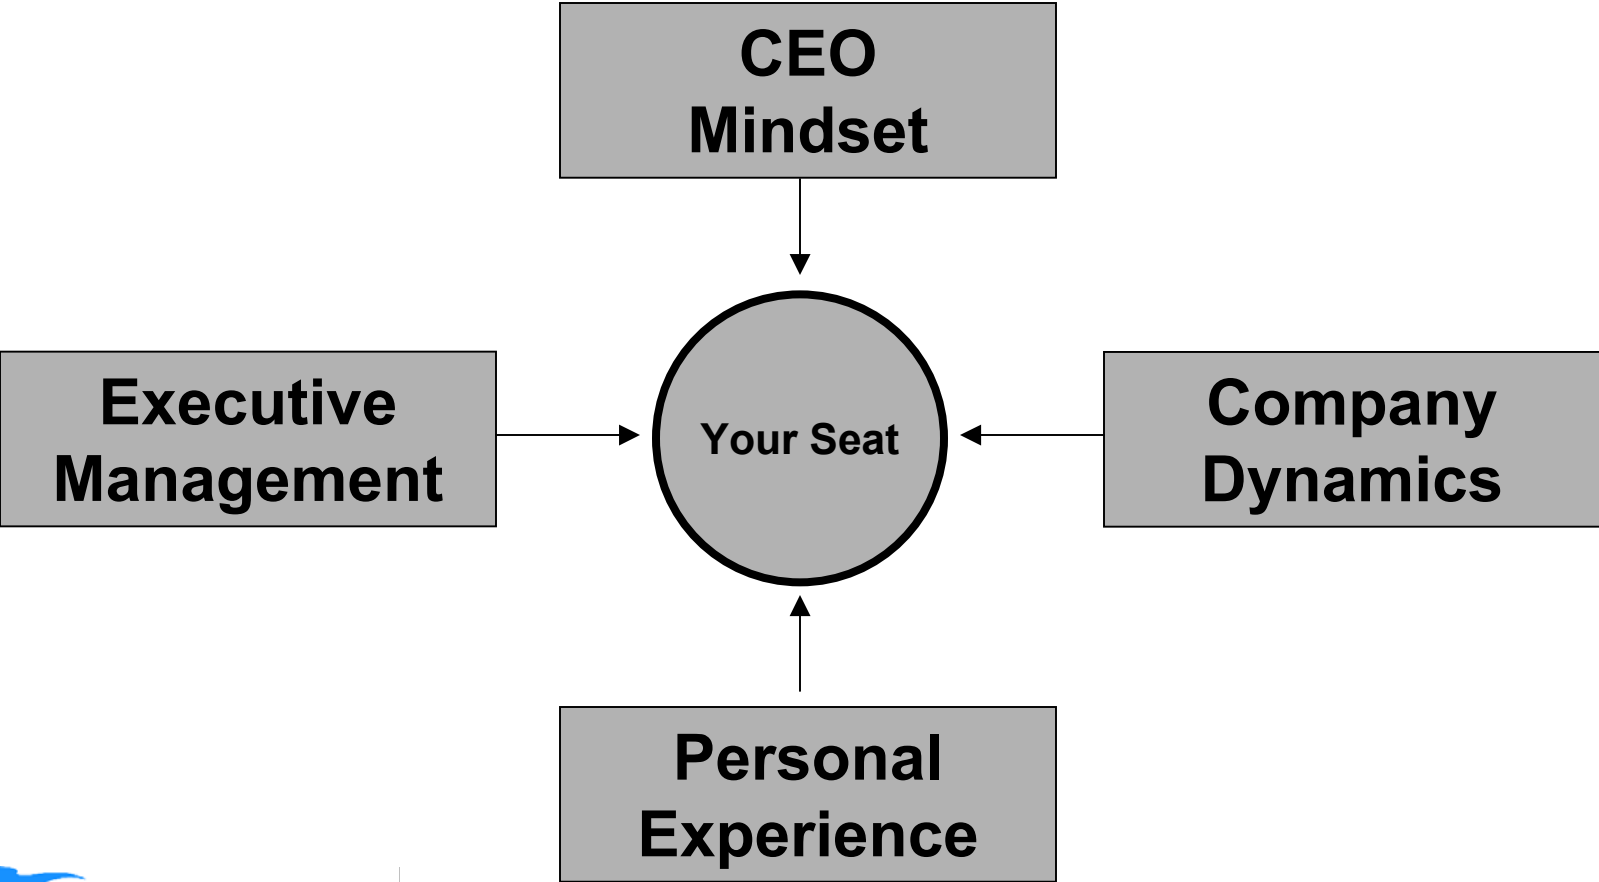 CEO
Mindset
Executive
Management
Your Seat
Company
Dynamics
Personal
Experience